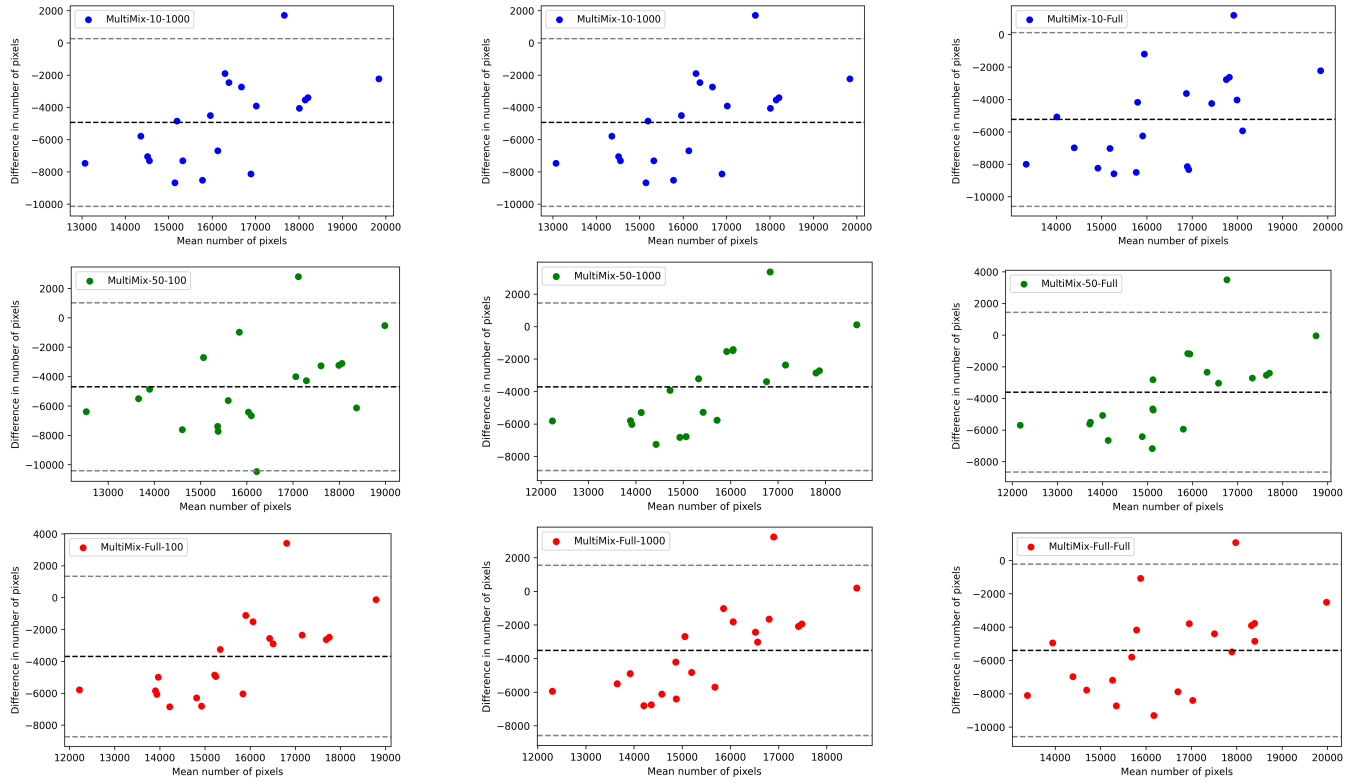 MultiMix-10-1000
Difference in number of pixels
2000
0
−2000
−4000
−6000
−8000
−10000
13000 14000 15000 16000 17000 18000 19000 20000
Mean number of pixels
MultiMix-10-1000
Difference in number of pixels
2000
0
−2000
−4000
−6000
−8000
−10000
13000 14000 15000 16000 17000 18000 19000 20000
Mean number of pixels
MultiMix-10-Full
Difference in number of pixels
0
−2000
−4000
−6000
−8000
−10000
14000 15000 16000 17000 18000 19000 20000
Mean number of pixels
MultiMix-50-100
Difference in number of pixels
2000
0
−2000
−4000
−6000
−8000
−10000
13000 14000 15000 16000 17000 18000 19000
Mean number of pixels
MultiMix-50-1000
Difference in number of pixels
2000
0
−2000
−4000
−6000
−8000
12000 13000 14000 15000 16000 17000 18000
Mean number of pixels
MultiMix-50-Full
Difference in number of pixels
4000
2000
0
−2000
−4000
−6000
−8000
12000 13000 14000 15000 16000 17000 18000 19000
Mean number of pixels
MultiMix-Full-100
Difference in number of pixels
4000
2000
0
−2000
−4000
−6000
−8000
12000 13000 14000 15000 16000 17000 18000 19000
Mean number of pixels
MultiMix-Full-1000
Difference in number of pixels
2000
0
−2000
−4000
−6000
−8000
12000 13000 14000 15000 16000 17000 18000
Mean number of pixels
MultiMix-Full-Full
Difference in number of pixels
0
−2000
−4000
−6000
−8000
−10000
14000 15000 16000 17000 18000 19000 20000
Mean number of pixels